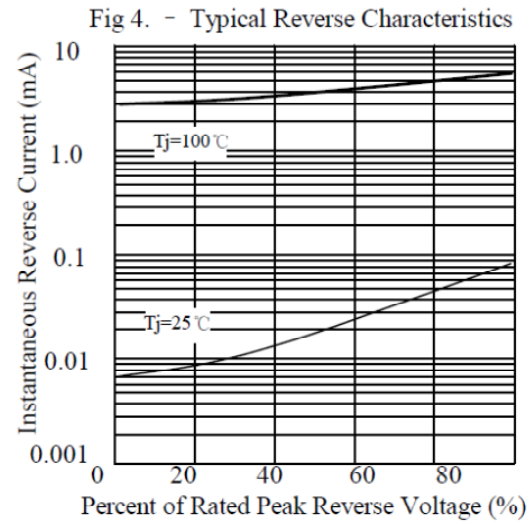 Fig 4. - Typical Reverse Characteristics
Instantaneous Reverse Current (mA)
10
1.0
0.1
0.01
0.001
Tj=100℃
Tj=25℃
0 20 40 60 80
Percent of Rated Peak Reverse Voltage (%)